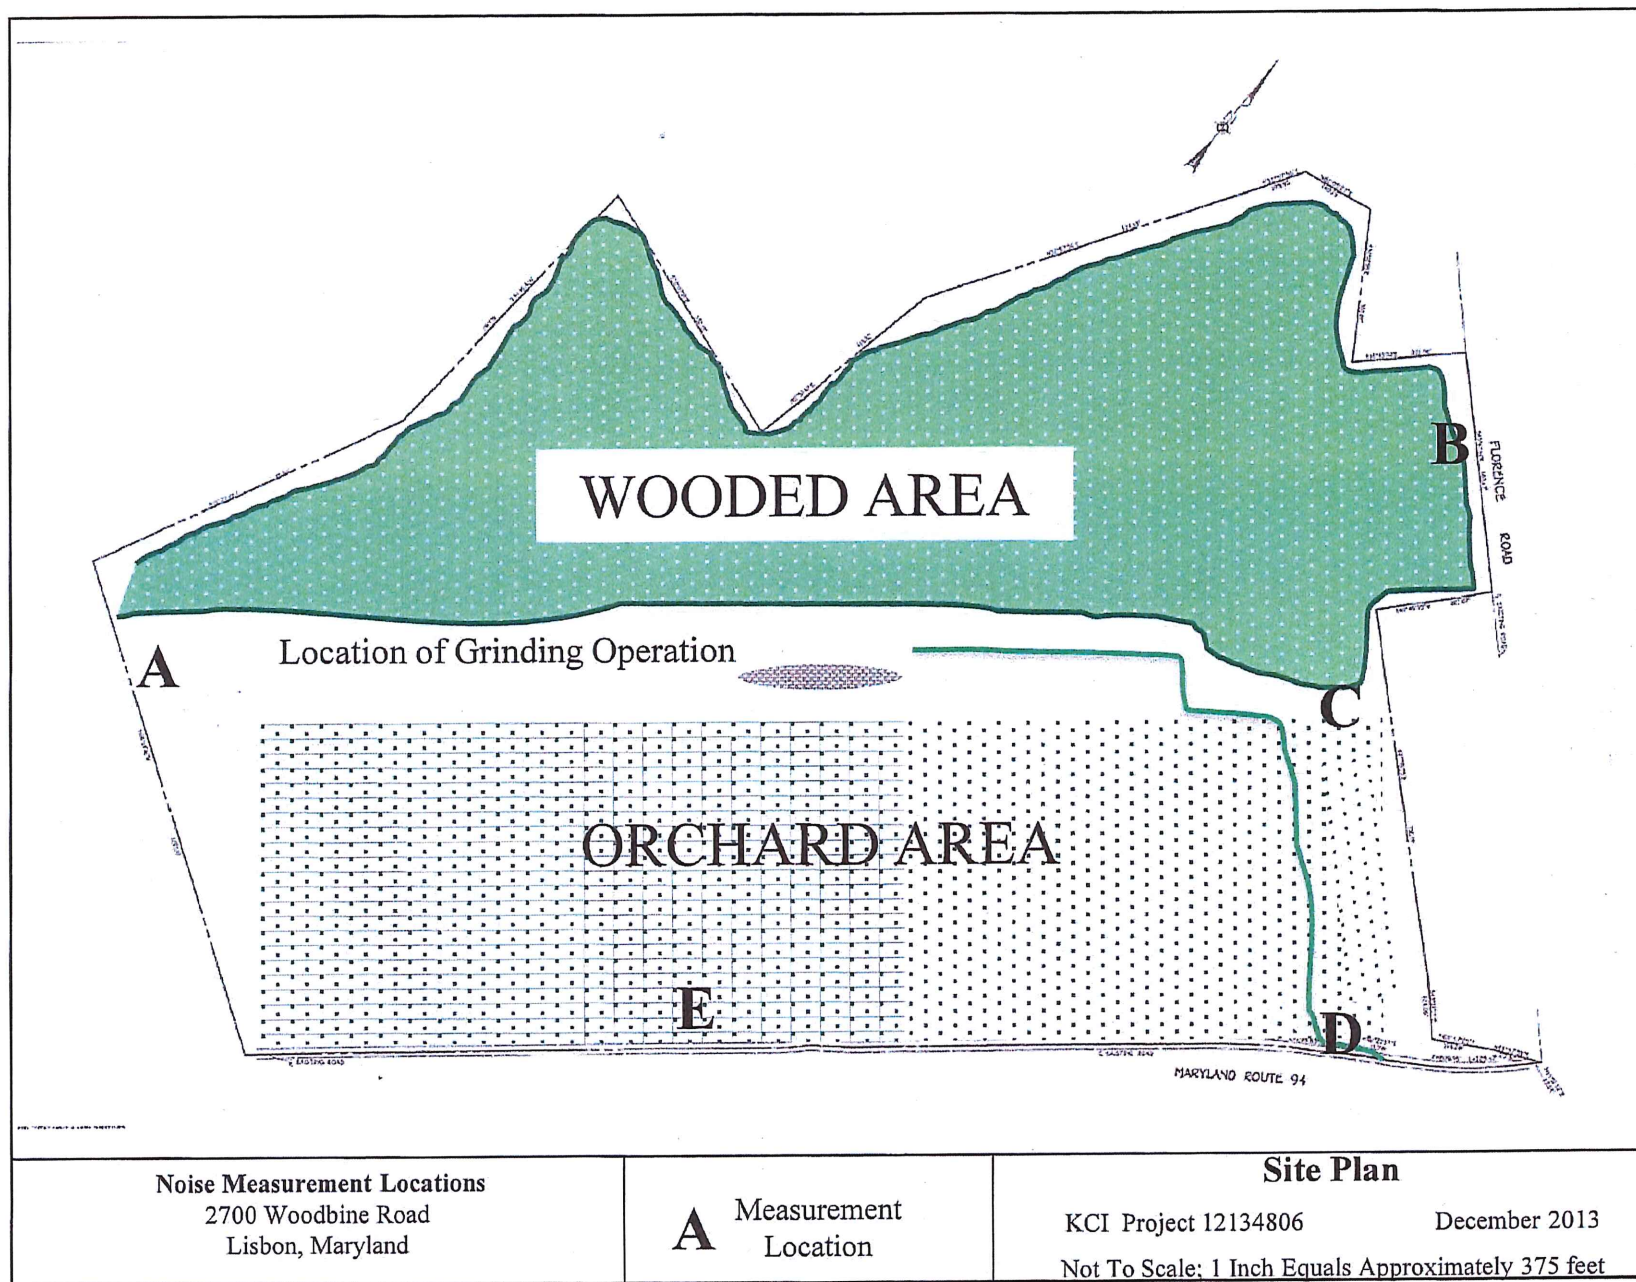 WOODED AREA
B
FLORENCE ROAD
Location of Grinding Operation
A
C
ORCHARD AREA
E
D
EXISTING ROAD
MARYLAND ROUTE 94
Noise Measurement Locations
2700 Woodbine Road
Lisbon, Maryland
A
Measurement
Location
Site Plan
KCI Project 12134806
December 2013
Not To Scale; 1 Inch Equals Approximately 375 feet